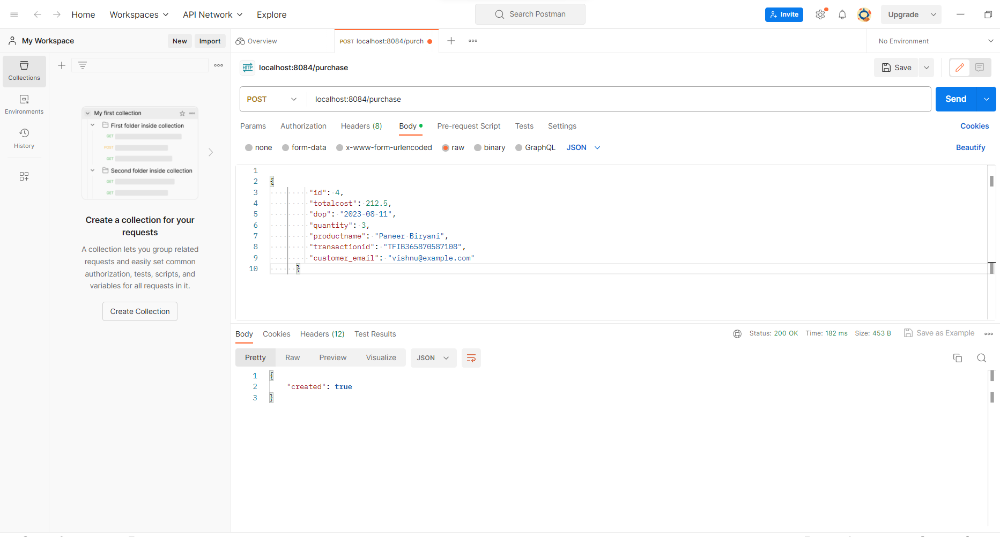 Home Workspaces API Network Explore Search Postman Invite Upgrade
My Workspace New Import Overview POST localhost:8084/purch No Environment
Collections
Environments
History
My first collection
First folder inside collection
GET
POST
GET
Second folder inside collection
GET
GET
Create a collection for your
requests
A collection lets you group related
requests and easily set common
authorization, tests, scripts, and
variables for all requests in it.
Create Collection
HTTP localhost:8084/purchase Save
POST localhost:8084/purchase Send
Params Authorization Headers (8) Body Pre-request Script Tests Settings Cookies
none form-data x-www-form-urlencoded raw binary GraphQL JSON Beautify
1
2 {
3 "id": 4,
4 "totalcost": 212.5,
5 "dop": "2023-08-11",
6 "quantity": 3,
7 "productname": "Paneer Biryani",
8 "transactionid": "TFIB365870587108",
9 "customer_email": "vishnu@example.com"
10 }
Body Cookies Headers (12) Test Results Status: 200 OK Time: 182 ms Size: 453 B Save as Example
Pretty Raw Preview Visualize JSON
1 {
2 "created": true
3 }